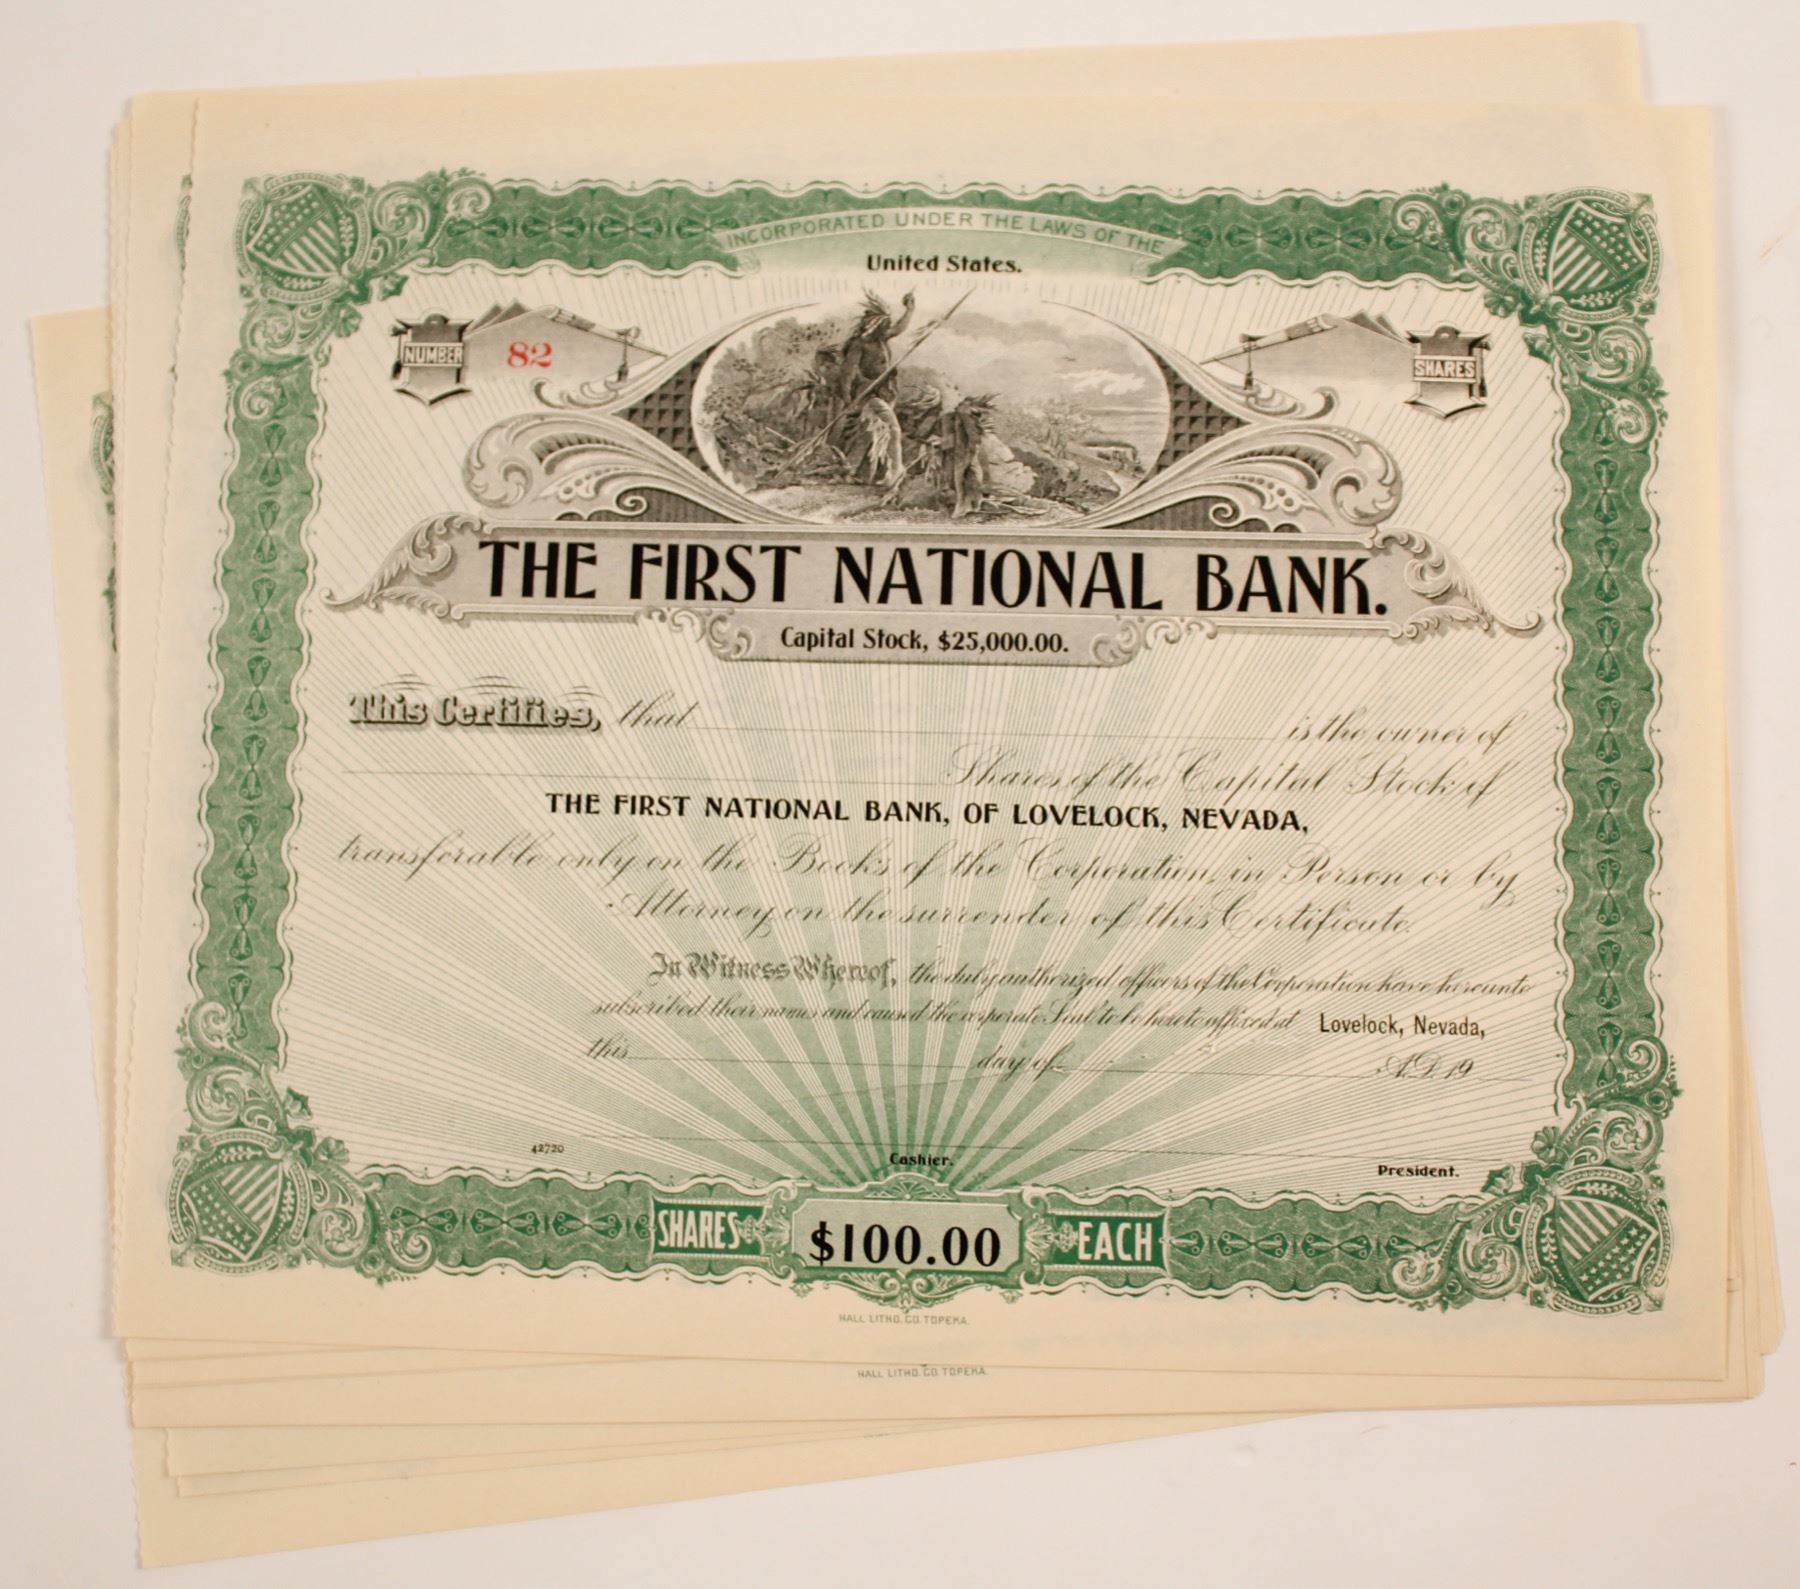 INCORPORATED UNDER THE LAWS OF THE
United States.
NUMBER 82
SHARES
THE FIRST NATIONAL BANK.
Capital Stock, $25,000.00.
This Certifies, that is the owner of
Shares of the Capital Stock of
THE FIRST NATIONAL BANK, OF LOVELOCK, NEVADA,
transferable only on the Books of the Corporation, in Person or by
Attorney on the surrender of this Certificate.
In Witness Whereof, the duly authorized officers of the Corporation have hereunto
subscribed their names and caused the corporate Seal to be hereto affixed at Lovelock, Nevada,
this day of A.D. 19
42720
Cashier.
President.
SHARES $100.00 EACH
HALL LITHO. CO. TOPEKA.
HALL LITHO. CO. TOPEKA.